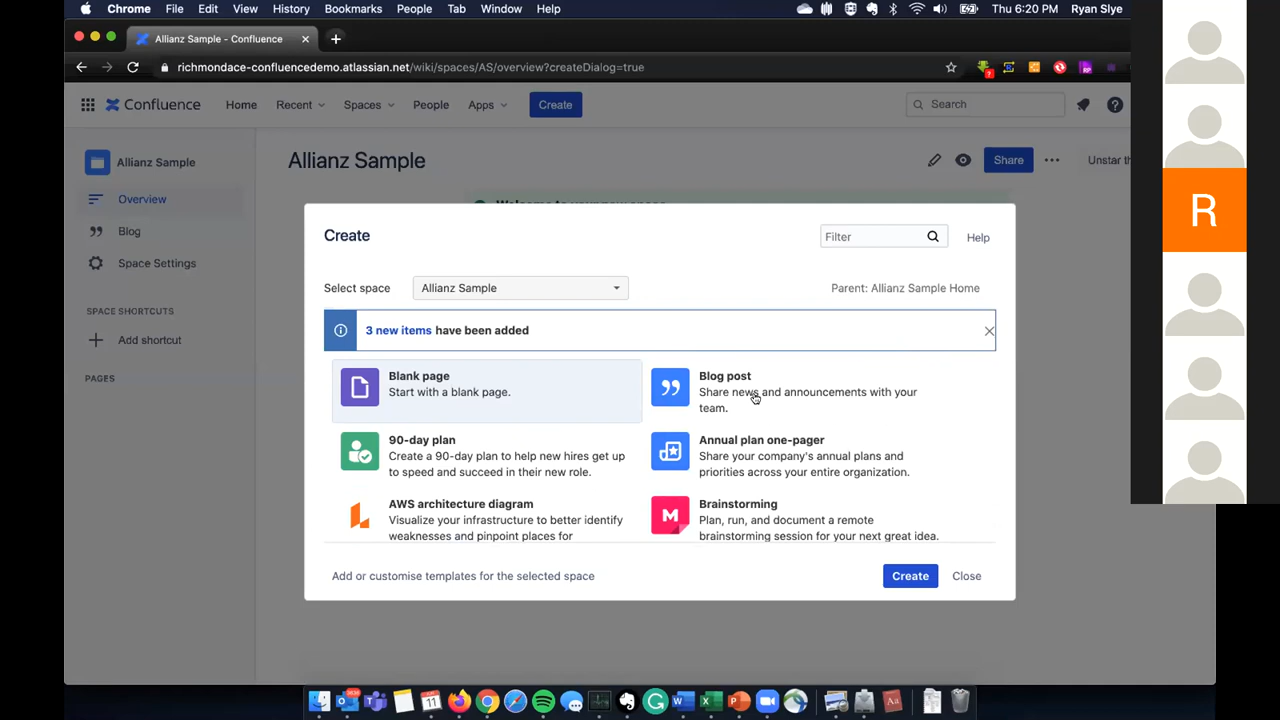 Chrome File Edit View History Bookmarks People Tab Window Help Thu 6:20 PM Ryan Slye
Allianz Sample - Confluence
richmondace-confluencedemo.atlassian.net/wiki/spaces/AS/overview?createDialog=true
Confluence Home Recent Spaces People Apps Create Search
Allianz Sample
Overview
Blog
Space Settings
SPACE SHORTCUTS
Add shortcut
PAGES
Allianz Sample Share Unstar th
Create Filter Help
Select space Allianz Sample Parent: Allianz Sample Home
3 new items have been added
Blank page
Start with a blank page.
Blog post
Share news and announcements with your
team.
90-day plan
Create a 90-day plan to help new hires get up
to speed and succeed in their new role.
Annual plan one-pager
Share your company's annual plans and
priorities across your entire organization.
AWS architecture diagram
Visualize your infrastructure to better identify
weaknesses and pinpoint places for
Brainstorming
Plan, run, and document a remote
brainstorming session for your next great idea.
Add or customise templates for the selected space Create Close
R